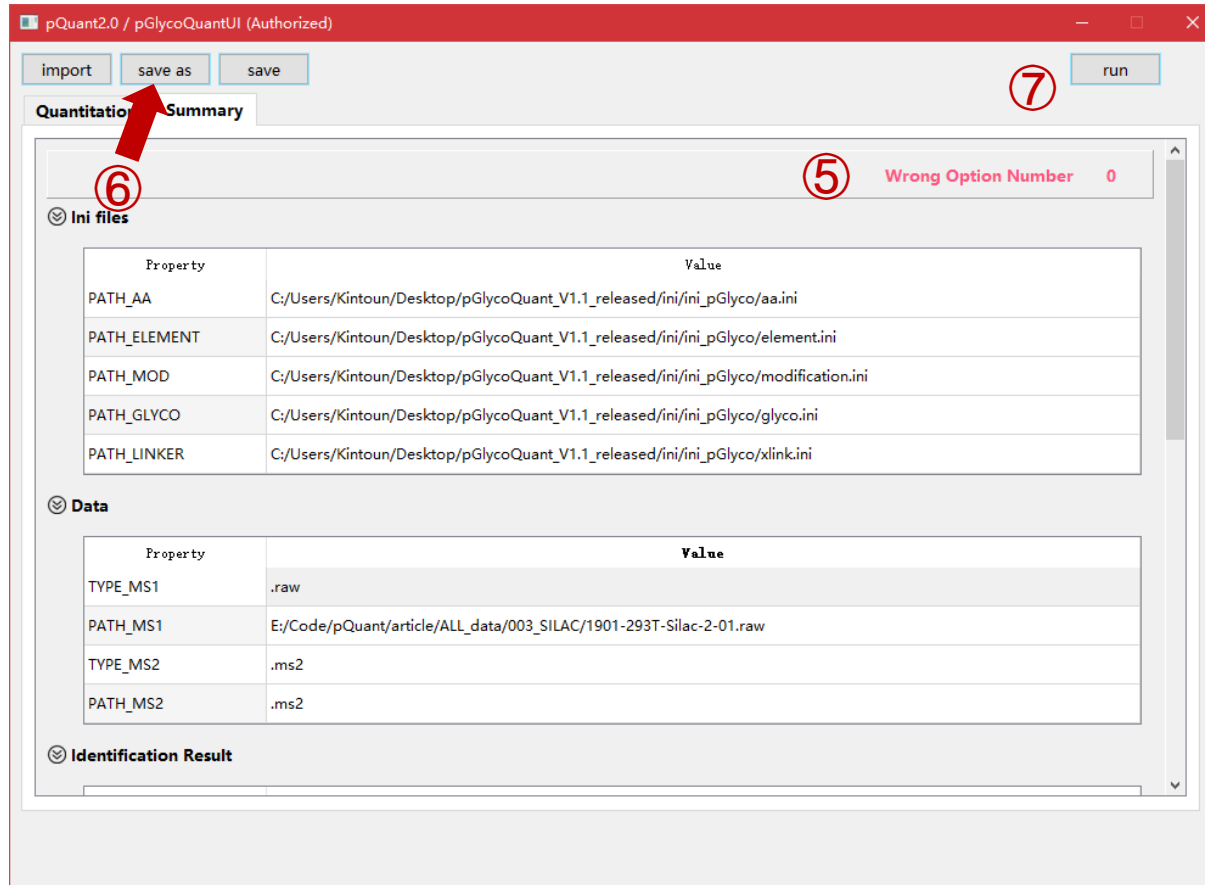 pQuant2.0 / pGlycoQuantUI (Authorized)
import save as save run
⑦
Quantitation Summary
⑤ Wrong Option Number 0
⑥
Ini files
Property Value
PATH_AA C:/Users/Kintoun/Desktop/pGlycoQuant_V1.1_released/ini/ini_pGlyco/aa.ini
PATH_ELEMENT C:/Users/Kintoun/Desktop/pGlycoQuant_V1.1_released/ini/ini_pGlyco/element.ini
PATH_MOD C:/Users/Kintoun/Desktop/pGlycoQuant_V1.1_released/ini/ini_pGlyco/modification.ini
PATH_GLYCO C:/Users/Kintoun/Desktop/pGlycoQuant_V1.1_released/ini/ini_pGlyco/glyco.ini
PATH_LINKER C:/Users/Kintoun/Desktop/pGlycoQuant_V1.1_released/ini/ini_pGlyco/xlink.ini
Data
Property Value
TYPE_MS1 .raw
PATH_MS1 E:/Code/pQuant/article/ALL_data/003_SILAC/1901-293T-Silac-2-01.raw
TYPE_MS2 .ms2
PATH_MS2 .ms2
Identification Result